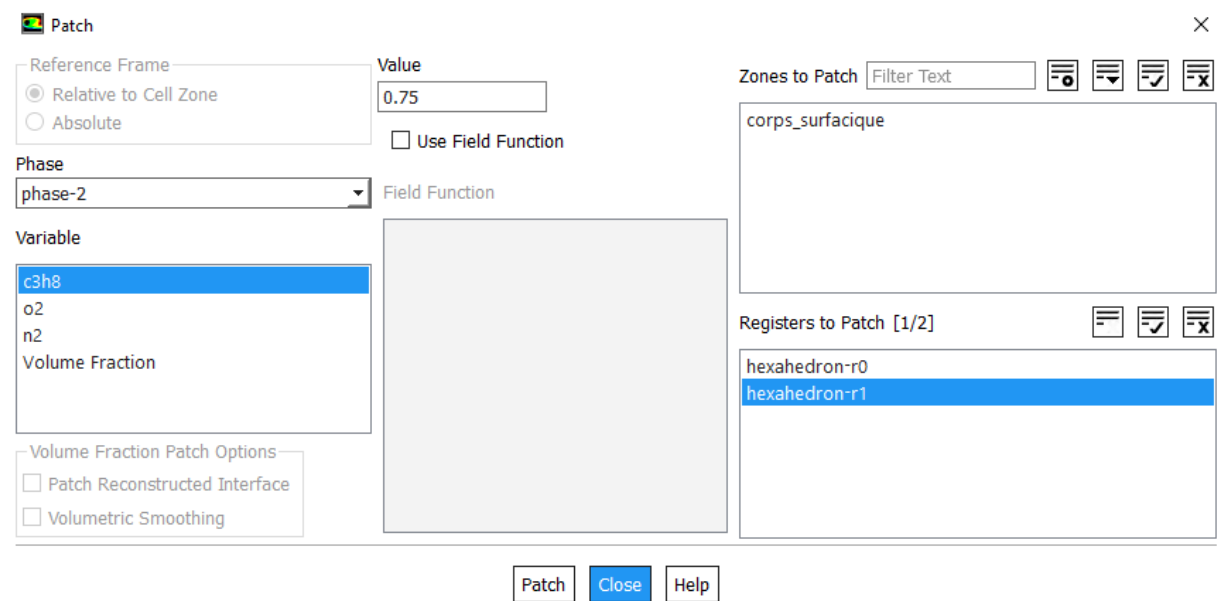 Patch
Reference Frame
Relative to Cell Zone
Absolute
Phase
phase-2
Variable
c3h8
o2
n2
Volume Fraction
Volume Fraction Patch Options
Patch Reconstructed Interface
Volumetric Smoothing
Value
0.75
Use Field Function
Field Function
Zones to Patch Filter Text
corps_surfacique
Registers to Patch [1/2]
hexahedron-r0
hexahedron-r1
Patch Close Help